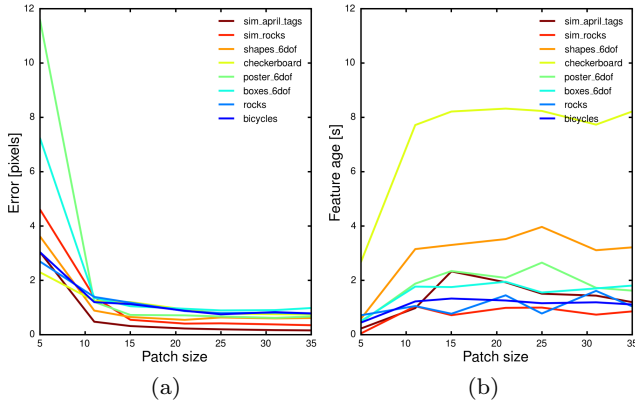 12
10
8
6
4
2
0
5
10
15
20
25
30
35
Error [pixels]
Patch size
sim_april_tags
sim_rocks
shapes_6dof
checkerboard
poster_6dof
boxes_6dof
rocks
bicycles
(a)
12
10
8
6
4
2
0
5
10
15
20
25
30
35
Feature age [s]
Patch size
sim_april_tags
sim_rocks
shapes_6dof
checkerboard
poster_6dof
boxes_6dof
rocks
bicycles
(b)